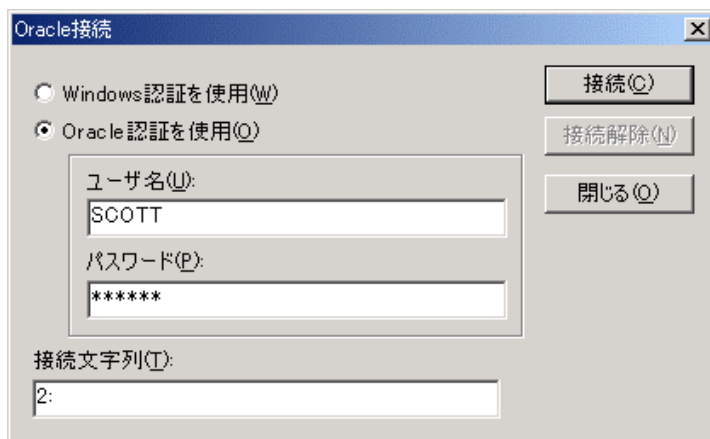 Oracle接続
Windows認証を使用(W)
接続(C)
Oracle認証を使用(O)
接続解除(N)
ユーザ名(U):
閉じる(O)
SCOTT
パスワード(P):
******
接続文字列(T):
2: